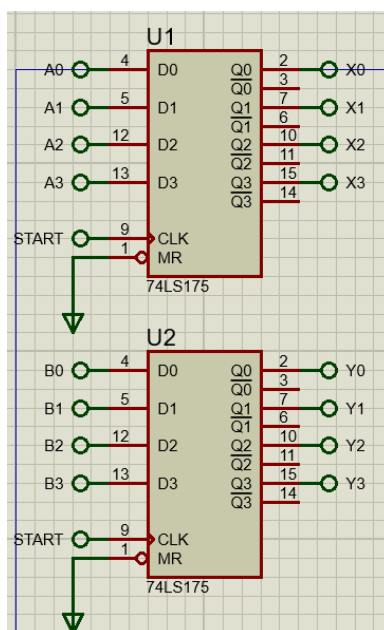 U1
A0 4 D0 Q0 2 X0
Q0 3
A1 5 D1 Q1 7 X1
Q1 6
A2 12 D2 Q2 10 X2
Q2 11
A3 13 D3 Q3 15 X3
Q3 14
START 9 CLK
1 MR
74LS175
U2
B0 4 D0 Q0 2 Y0
Q0 3
B1 5 D1 Q1 7 Y1
Q1 6
B2 12 D2 Q2 10 Y2
Q2 11
B3 13 D3 Q3 15 Y3
Q3 14
START 9 CLK
1 MR
74LS175